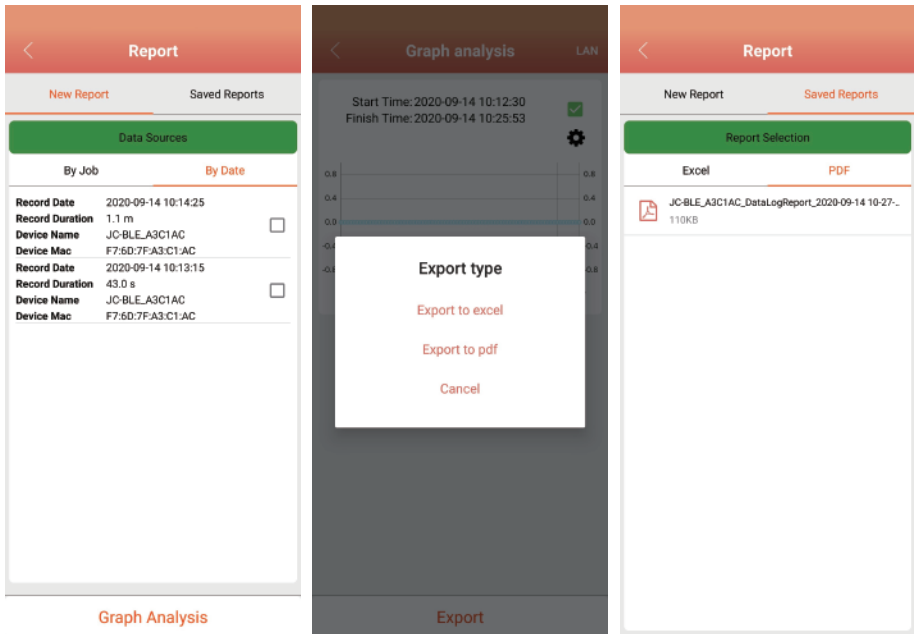 Report
New Report Saved Reports
Data Sources
By Job By Date
Record Date 2020-09-14 10:14:25
Record Duration 1.1 m
Device Name JC-BLE_A3C1AC
Device Mac F7:6D:7F:A3:C1:AC
Record Date 2020-09-14 10:13:15
Record Duration 43.0 s
Device Name JC-BLE_A3C1AC
Device Mac F7:6D:7F:A3:C1:AC
Graph Analysis
Graph analysis LAN
Start Time: 2020-09-14 10:12:30
Finish Time: 2020-09-14 10:25:53
0.8 0.8
0.4 0.4
0.0 0.0
Export type
Export to excel
Export to pdf
Cancel
Export
Report
New Report Saved Reports
Report Selection
Excel PDF
JC-BLE_A3C1AC_DataLogReport_2020-09-14 10-27-..
110KB